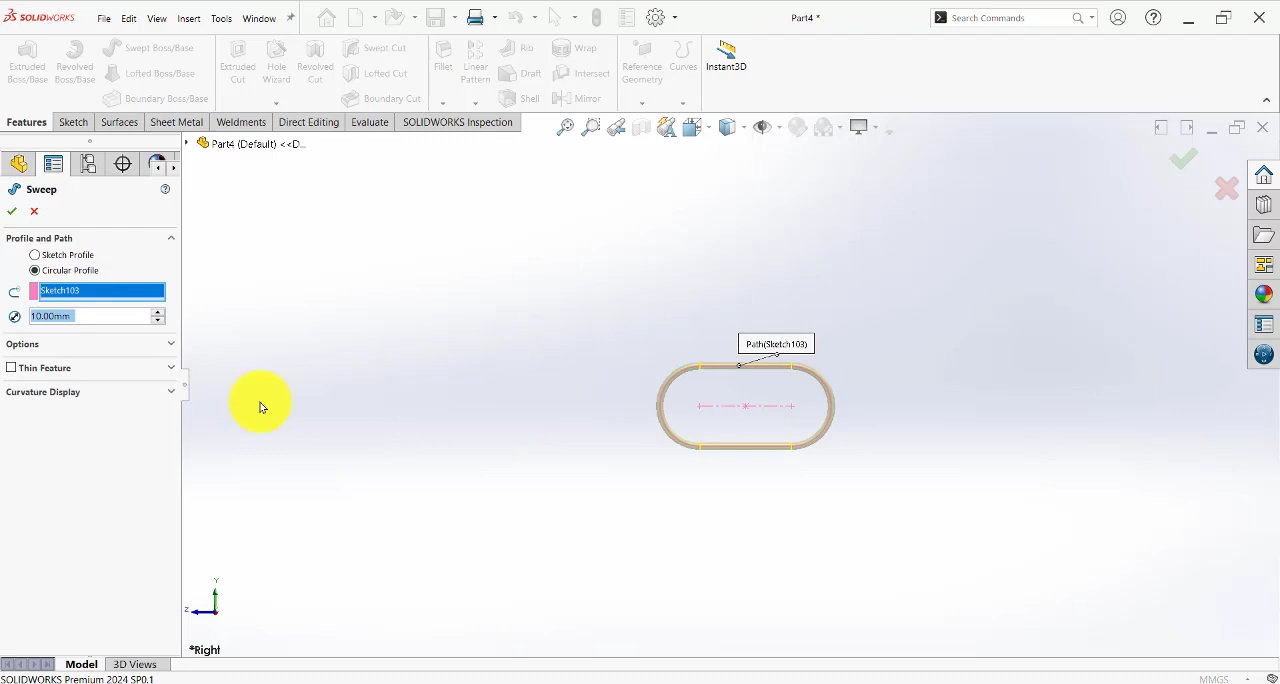 SOLIDWORKS File Edit View Insert Tools Window Part4 * Search Commands
Extruded Boss/Base
Revolved Boss/Base
Swept Boss/Base
Lofted Boss/Base
Boundary Boss/Base
Extruded Cut
Hole Wizard
Revolved Cut
Swept Cut
Lofted Cut
Boundary Cut
Fillet
Linear Pattern
Rib
Draft
Shell
Wrap
Intersect
Mirror
Reference Geometry
Curves
Instant3D
Features Sketch Surfaces Sheet Metal Weldments Direct Editing Evaluate SOLIDWORKS Inspection
Part4 (Default) < <-D...
Sweep
Profile and Path
Sketch Profile
Circular Profile
Sketch103
10.00mm
Options
Thin Feature
Curvature Display
Path(Sketch103)
Y
Z
*Right
Model 3D Views
SOLIDWORKS Premium 2024 SP0.1 MMGS